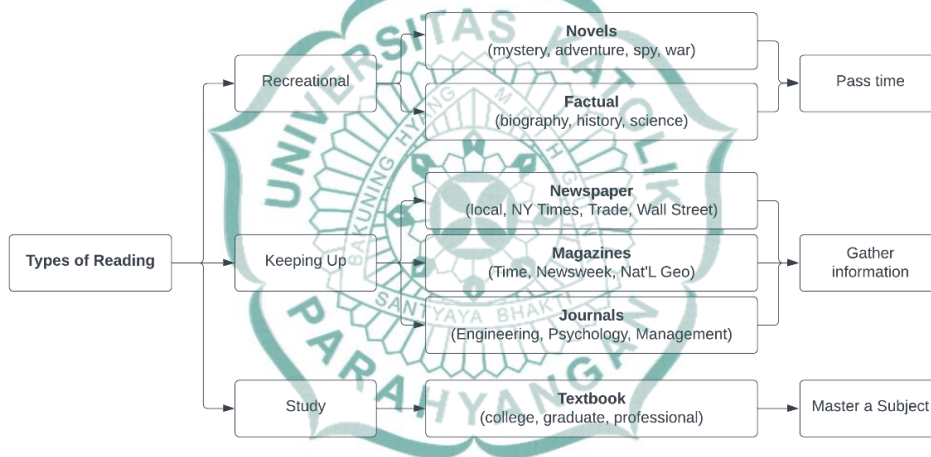 Types of Reading
Recreational
Novels
(mystery, adventure, spy, war)
Factual
(biography, history, science)
Pass time
Keeping Up
Newspaper
(local, NY Times, Trade, Wall Street)
Magazines
(Time, Newsweek, Nat'L Geo)
Journals
(Engineering, Psychology, Management)
Gather
information
Study
Textbook
(college, graduate, professional)
Master a Subject
UNIVERSITAS KATOLIK
PARAHYANGAN
BAKUNING HYANG
SANTYAYA BHAKTI